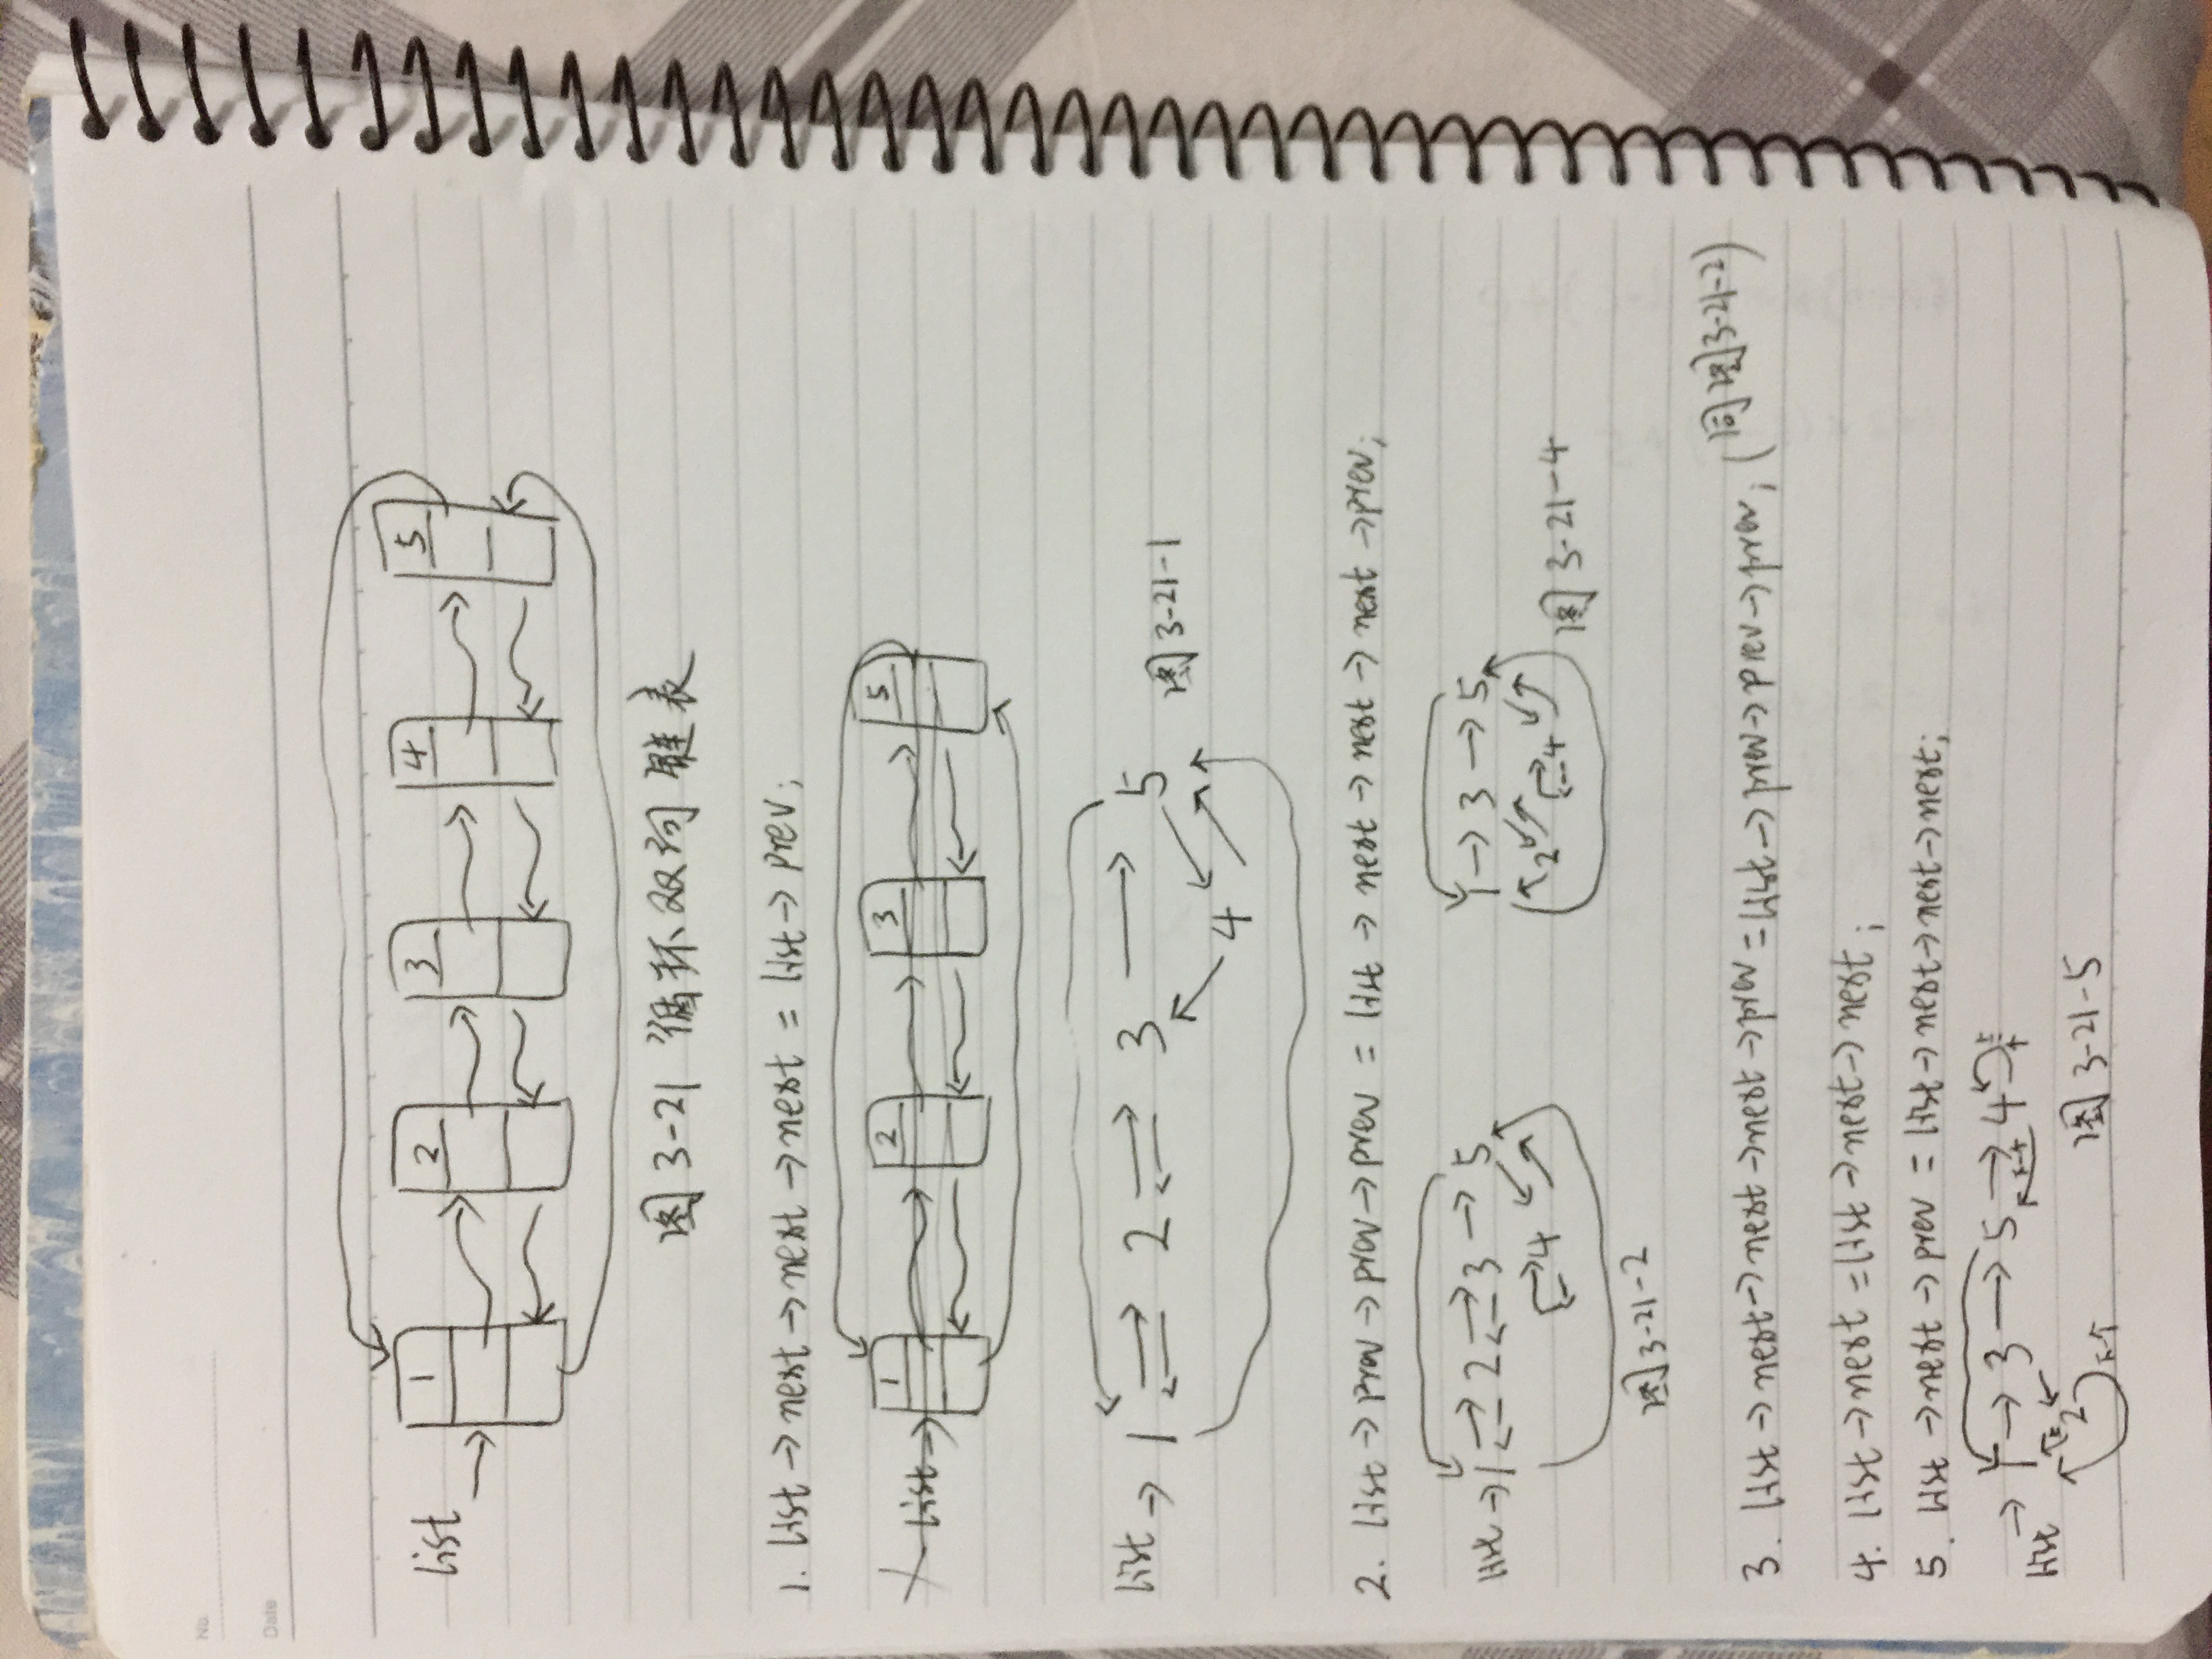 No.
Date
list → 1 2 3 4 5
图 3-21 循环双向链表
1. list → next → next → next = list → prev;
list → 1 2 3 5
list → 1 ⇄ 2 ⇄ 3 → 5
4
图 3-21-1
2. list → prev → prev → prev = list → next → next → next → prev;
list → 1 ⇄ 2 ⇄ 3 → 5
4
图 3-21-2
1 → 3 → 5
2 4
图 3-21-4
3. list → next → next → next → prev = list → prev → prev → prev; (同图3-21-2)
4. list → next = list → next → next;
5. list → next → prev = list → next → next → next;
list → 1 → 3 → 5 → 4
2
图 3-21-5